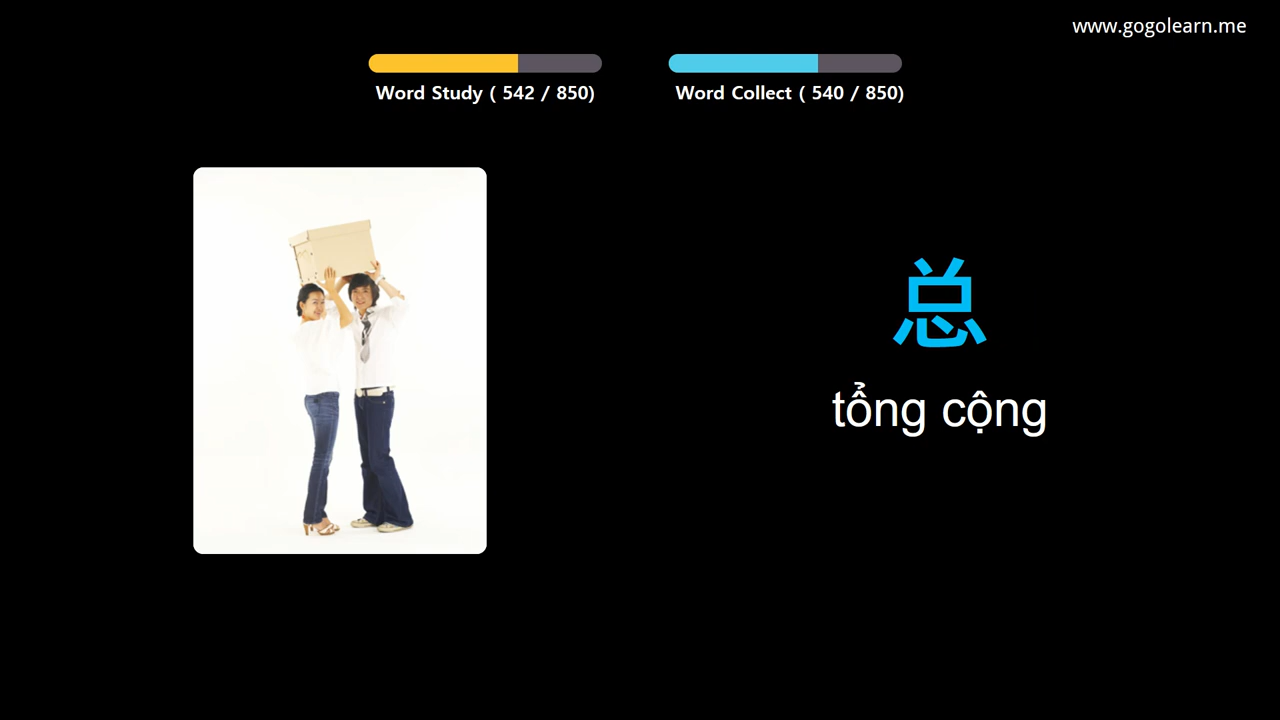 www.gogolearn.me
Word Study ( 542 / 850)
Word Collect ( 540 / 850)
总
tổng cộng